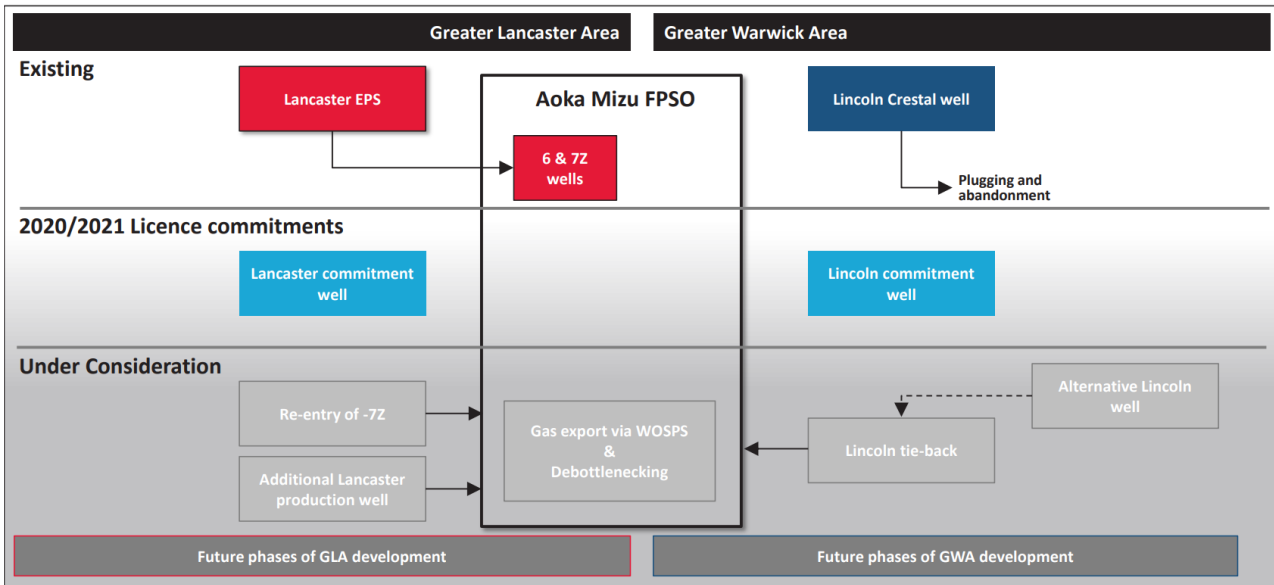 Greater Lancaster Area
Greater Warwick Area
Existing
Lancaster EPS
Aoka Mizu FPSO
Lincoln Crestal well
6 & 7Z
wells
Plugging and
abandonment
2020/2021 Licence commitments
Lancaster commitment
well
Lincoln commitment
well
Under Consideration
Re-entry of -7Z
Gas export via WOSPS
&
Debottlenecking
Alternative Lincoln
well
Lincoln tie-back
Additional Lancaster
production well
Future phases of GLA development
Future phases of GWA development